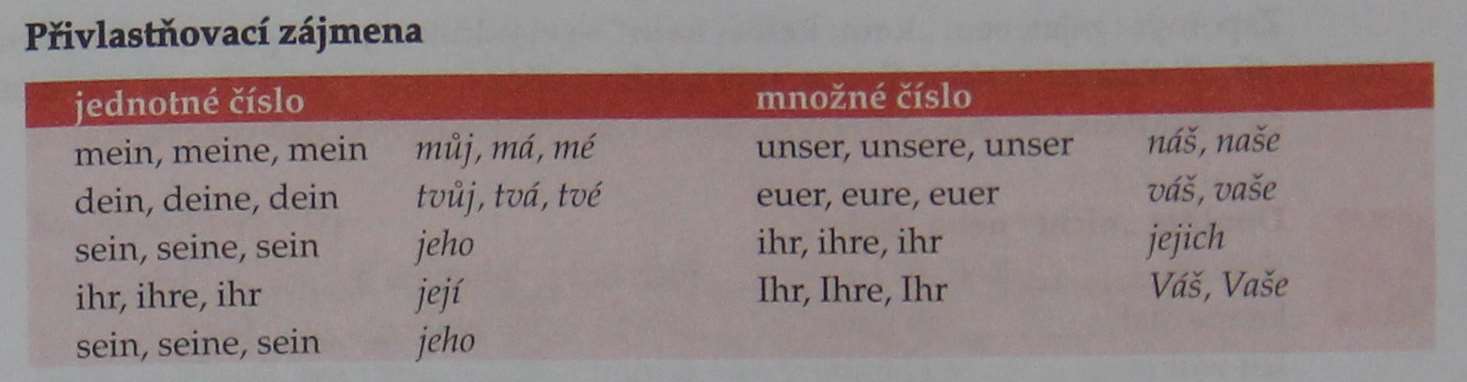 Přivlastňovací zájmena
jednotné číslo množné číslo
mein, meine, mein můj, má, mé unser, unsere, unser náš, naše
dein, deine, dein tvůj, tvá, tvé euer, eure, euer váš, vaše
sein, seine, sein jeho ihr, ihre, ihr jejich
ihr, ihre, ihr její Ihr, Ihre, Ihr Váš, Vaše
sein, seine, sein jeho